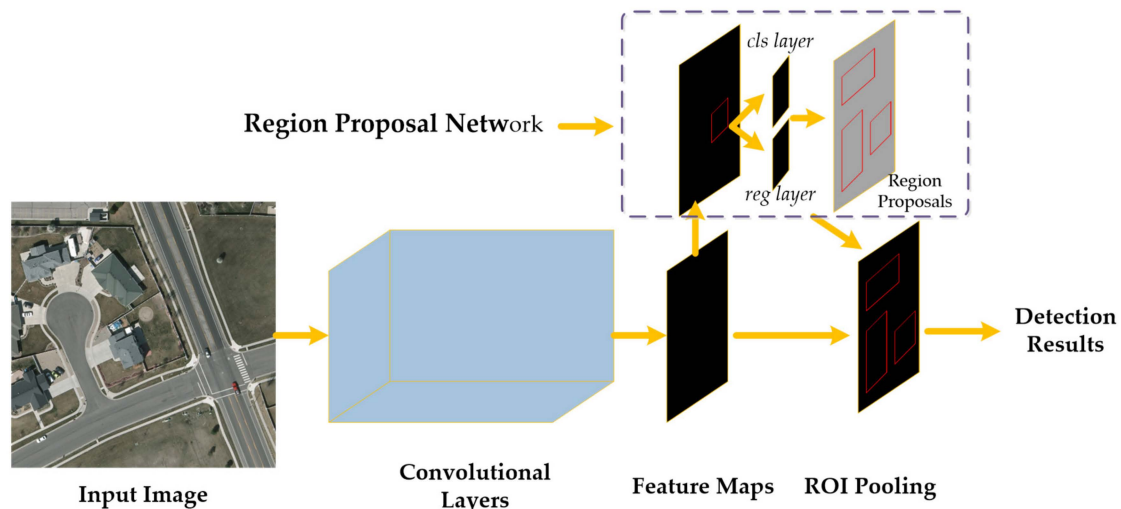 cls layer
Region Proposal Network
reg layer
Region
Proposals
Detection
Results
Convolutional
Layers
Input Image
Feature Maps
ROI Pooling